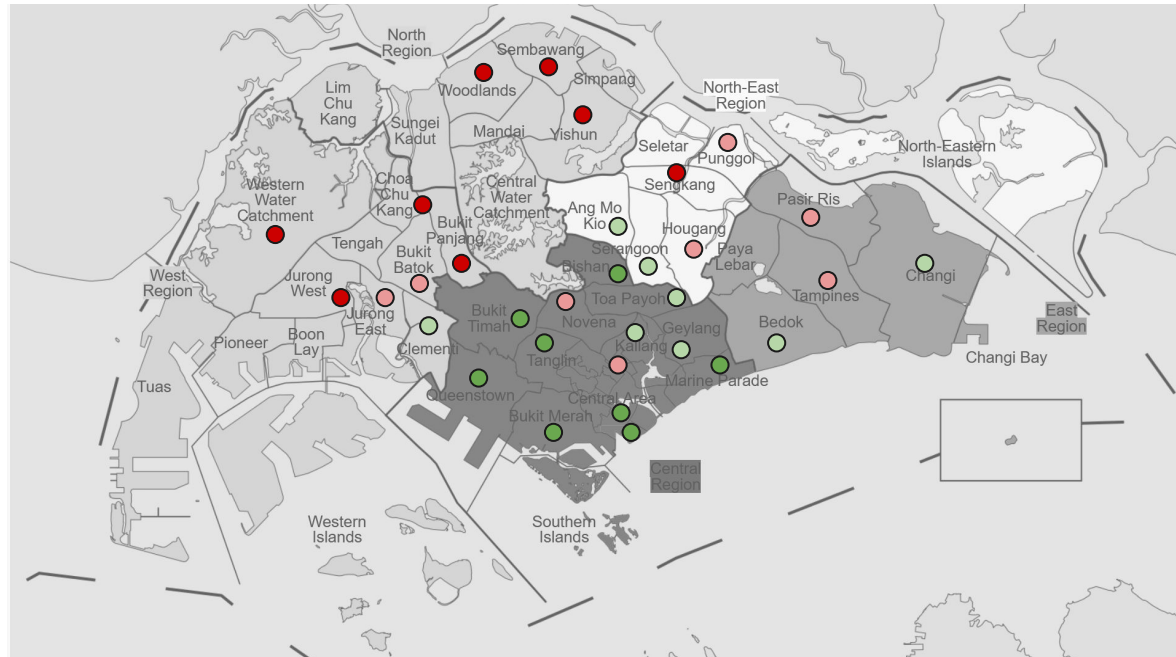 North
Region
Sembawang
Simpang
Woodlands
Lim
Chu
Kang
North-East
Region
Sungei
Kadut
Mandai
Yishun
Seletar
Punggol
North-Eastern
Islands
Choa
Chu
Kang
Western
Water
Catchment
Central
Water
Catchment
Sengkang
Pasir Ris
Ang Mo
Kio
Bukit
Panjang
Hougang
Tengah
Bukit
Batok
Serangoon
Bishan
Paya
Lebar
Changi
West
Region
Jurong
West
Tampines
Toa Payoh
Jurong
East
Bukit
Timah
Novena
Geylang
Bedok
East
Region
Pioneer
Boon
Lay
Clementi
Kallang
Tanglin
Changi Bay
Tuas
Marine Parade
Queenstown
Central Area
Bukit Merah
Central
Region
Western
Islands
Southern
Islands